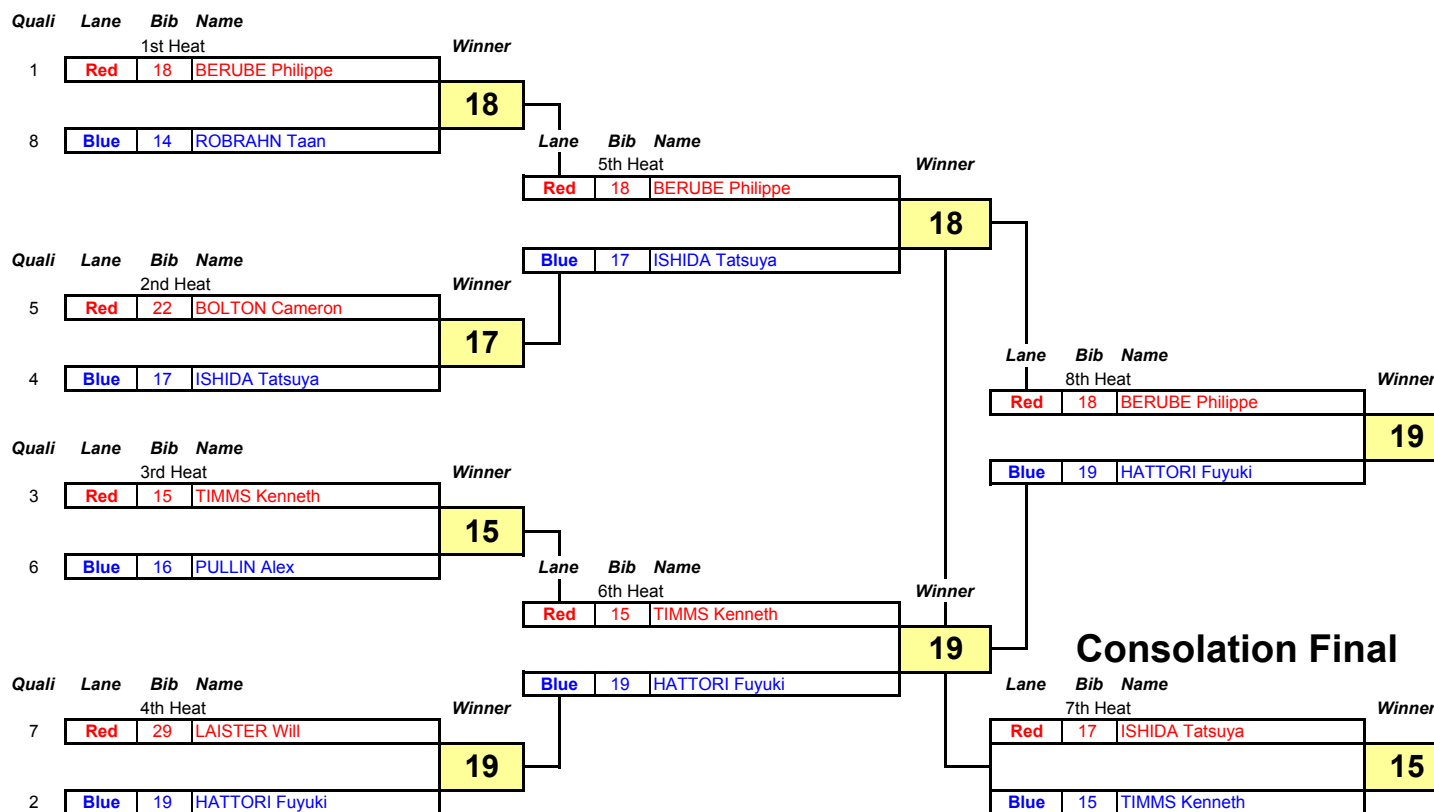 Quali Lane Bib Name
1st Heat Winner
1 Red 18 BERUBE Philippe
18
8 Blue 14 ROBRAHN Taan
Lane Bib Name
5th Heat Winner
Red 18 BERUBE Philippe
18
Blue 17 ISHIDA Tatsuya
Quali Lane Bib Name
2nd Heat Winner
5 Red 22 BOLTON Cameron
17
4 Blue 17 ISHIDA Tatsuya
Lane Bib Name
8th Heat Winner
Red 18 BERUBE Philippe
19
Blue 19 HATTORI Fuyuki
Quali Lane Bib Name
3rd Heat Winner
3 Red 15 TIMMS Kenneth
15
6 Blue 16 PULLIN Alex
Lane Bib Name
6th Heat Winner
Red 15 TIMMS Kenneth
19
Blue 19 HATTORI Fuyuki
Quali Lane Bib Name
4th Heat Winner
7 Red 29 LAISTER Will
19
2 Blue 19 HATTORI Fuyuki
Consolation Final
Lane Bib Name
7th Heat Winner
Red 17 ISHIDA Tatsuya
15
Blue 15 TIMMS Kenneth